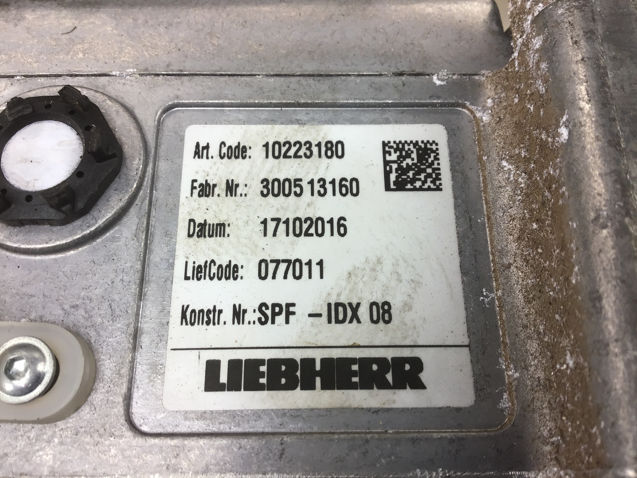 Art. Code: 10223180
Fabr. Nr.: 300513160
Datum: 17102016
LiefCode: 077011
Konstr. Nr.: SPF - IDX 08
LIEBHERR